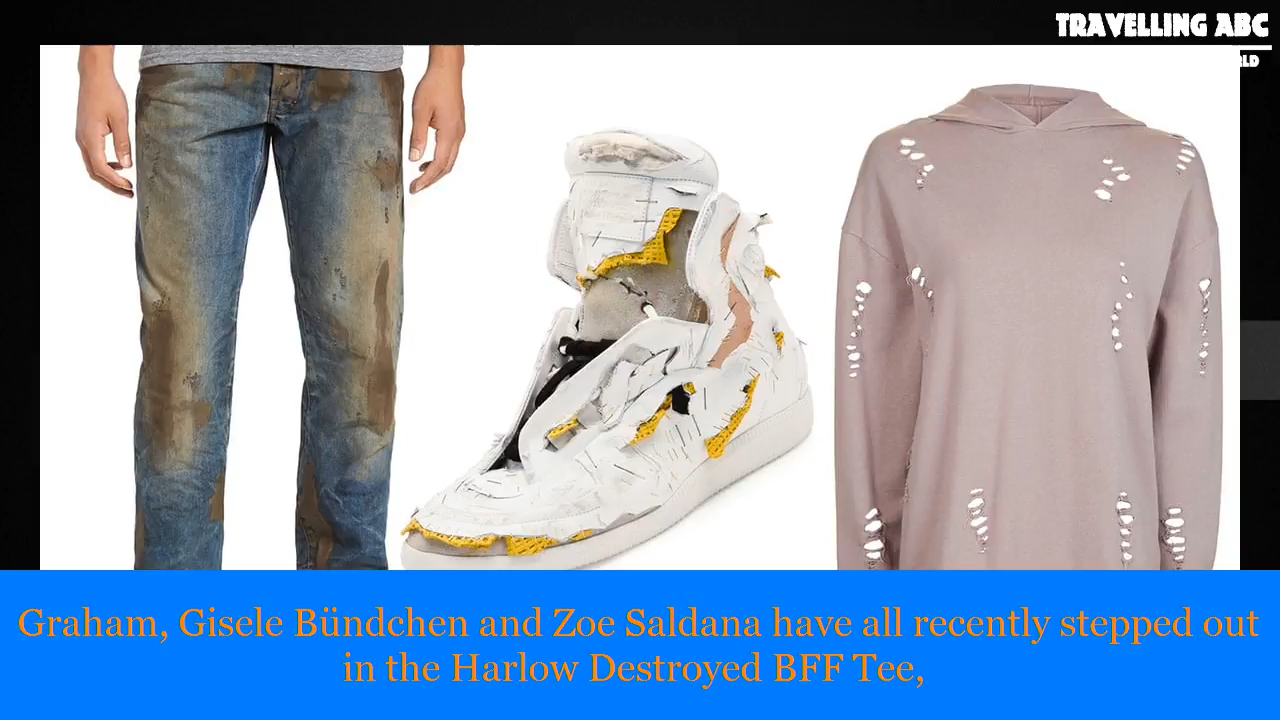 TRAVELLING ABC
RLD
Graham, Gisele Bündchen and Zoe Saldana have all recently stepped out
in the Harlow Destroyed BFF Tee,